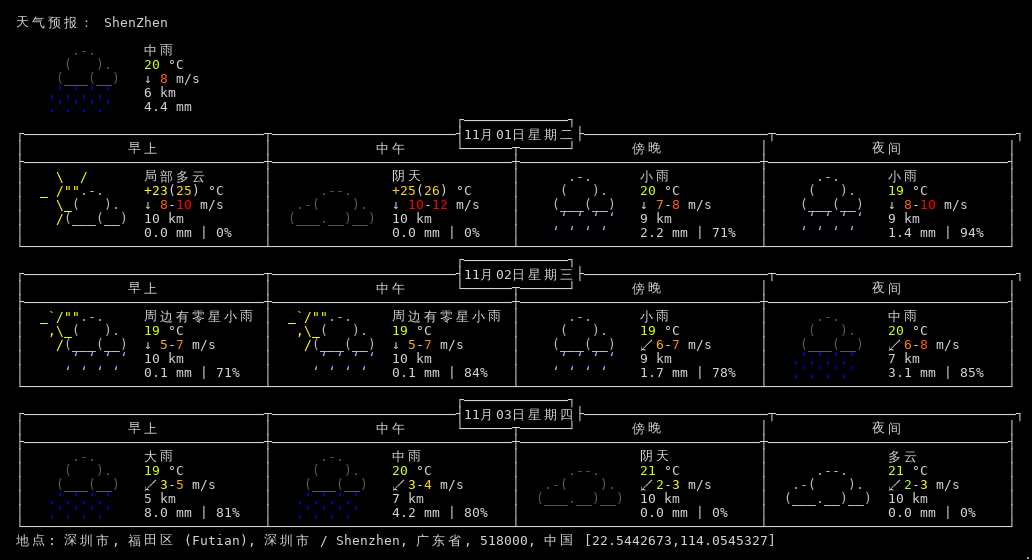 天气预报： ShenZhen
中雨
20 °C
↓ 8 m/s
6 km
4.4 mm
11月01日星期二
早上 中午 傍晚 夜间
局部多云 阴天 小雨 小雨
+23(25) °C +25(26) °C 20 °C 19 °C
↓ 8-10 m/s ↓ 10-12 m/s ↓ 7-8 m/s ↓ 8-10 m/s
10 km 10 km 9 km 9 km
0.0 mm | 0% 0.0 mm | 0% 2.2 mm | 71% 1.4 mm | 94%
11月02日星期三
早上 中午 傍晚 夜间
周边有零星小雨 周边有零星小雨 小雨 中雨
19 °C 19 °C 19 °C 20 °C
↓ 5-7 m/s ↓ 5-7 m/s ↙ 6-7 m/s ↙ 6-8 m/s
10 km 10 km 9 km 7 km
0.1 mm | 71% 0.1 mm | 84% 1.7 mm | 78% 3.1 mm | 85%
11月03日星期四
早上 中午 傍晚 夜间
大雨 中雨 阴天 多云
19 °C 20 °C 21 °C 21 °C
↙ 3-5 m/s ↙ 3-4 m/s ↙ 2-3 m/s ↙ 2-3 m/s
5 km 7 km 10 km 10 km
8.0 mm | 81% 4.2 mm | 80% 0.0 mm | 0% 0.0 mm | 0%
地点: 深圳市, 福田区 (Futian), 深圳市 / Shenzhen, 广东省, 518000, 中国 [22.5442673,114.0545327]